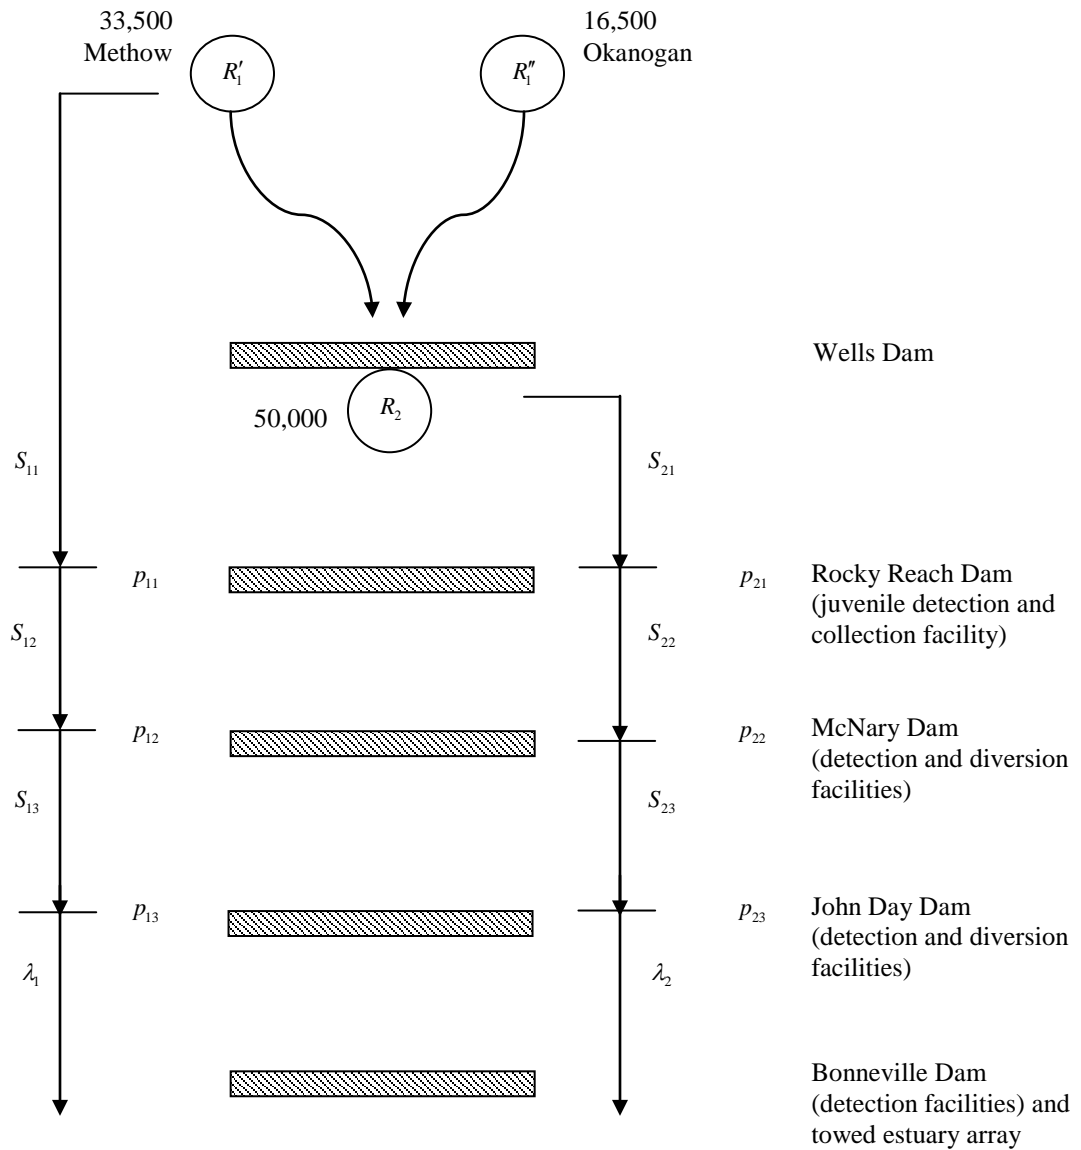 33,500
Methow
R′₁
R″₁
16,500
Okanogan
Wells Dam
50,000
R₂
S₁₁
S₂₁
p₁₁
p₂₁
Rocky Reach Dam
(juvenile detection and
collection facility)
S₁₂
S₂₂
p₁₂
p₂₂
McNary Dam
(detection and diversion
facilities)
S₁₃
S₂₃
p₁₃
p₂₃
John Day Dam
(detection and diversion
facilities)
λ₁
λ₂
Bonneville Dam
(detection facilities) and
towed estuary array